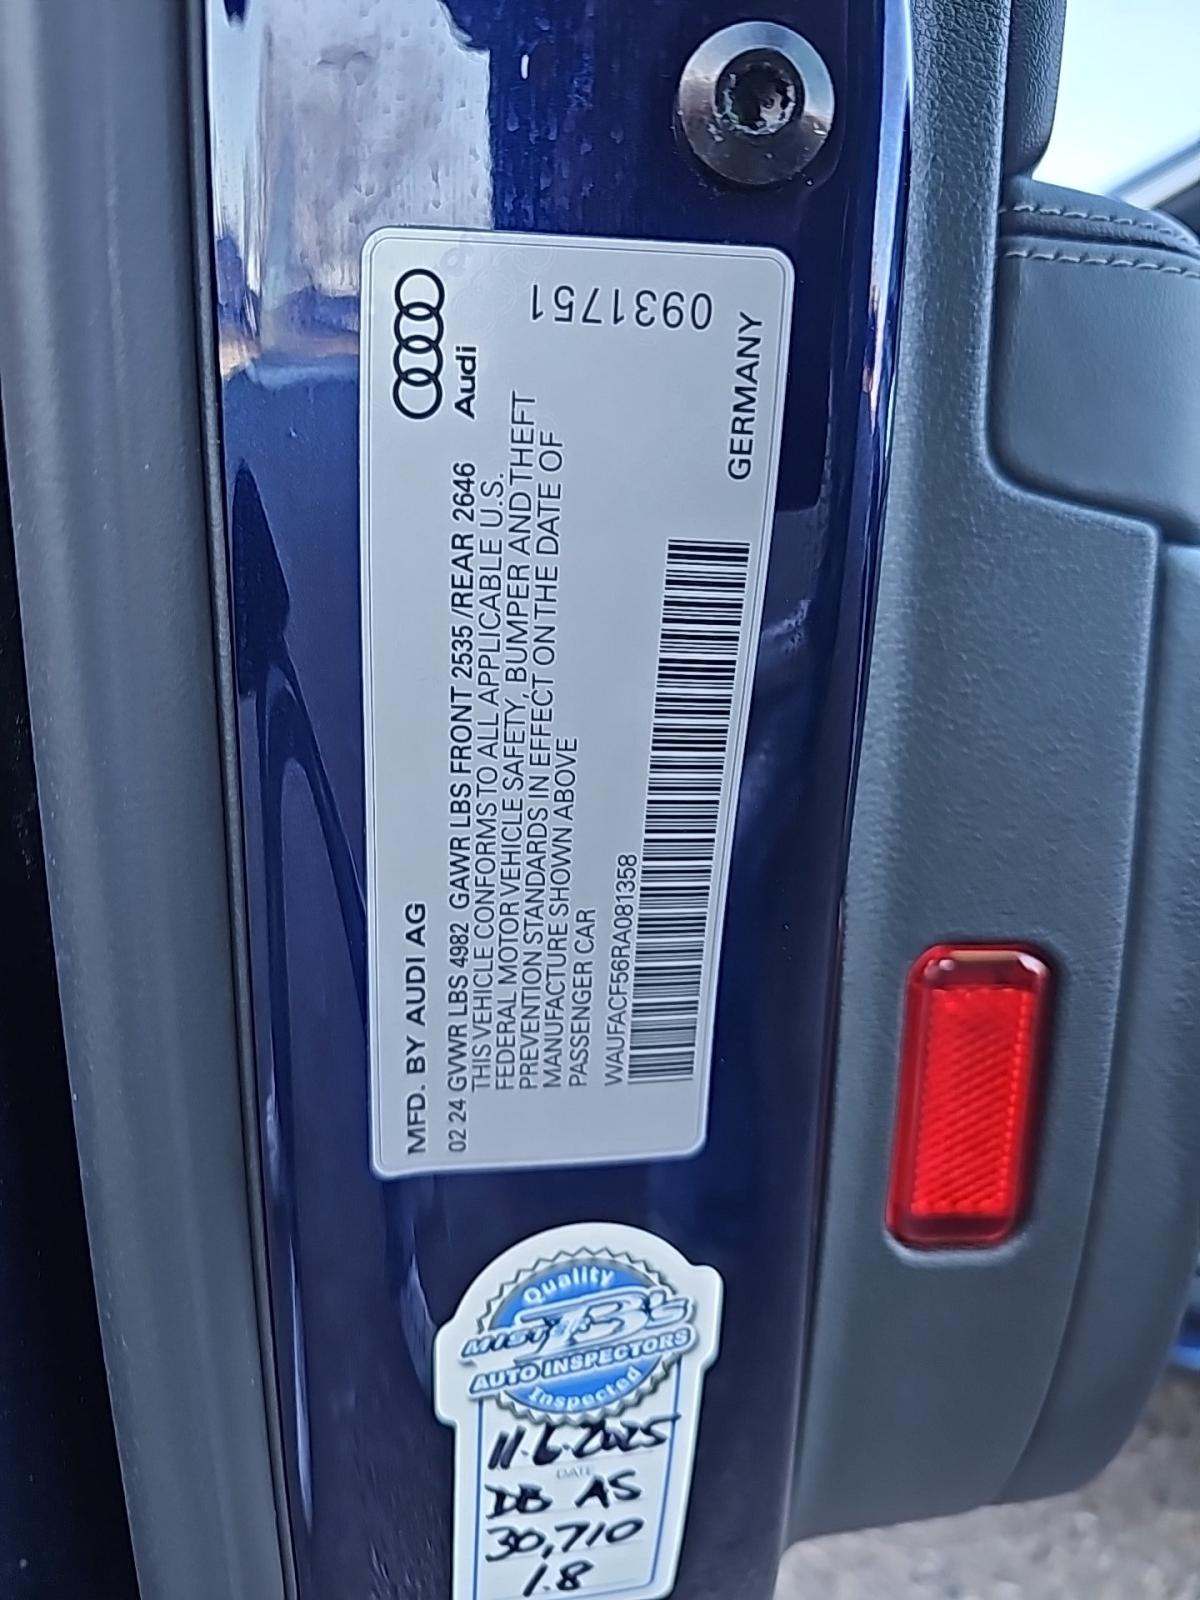 MFD. BY AUDI AG
Audi
02 24 GVWR LBS 4982 GAWR LBS FRONT 2535 /REAR 2646
THIS VEHICLE CONFORMS TO ALL APPLICABLE U.S.
FEDERAL MOTOR VEHICLE SAFETY, BUMPER AND THEFT
PREVENTION STANDARDS IN EFFECT ON THE DATE OF
MANUFACTURE SHOWN ABOVE
PASSENGER CAR
0931751
WAUFACF56RA081358
GERMANY
Quality
MISTER B's
AUTO INSPECTORS
Inspected
11.6.2025
DATE
DB AS
30,710
1.8